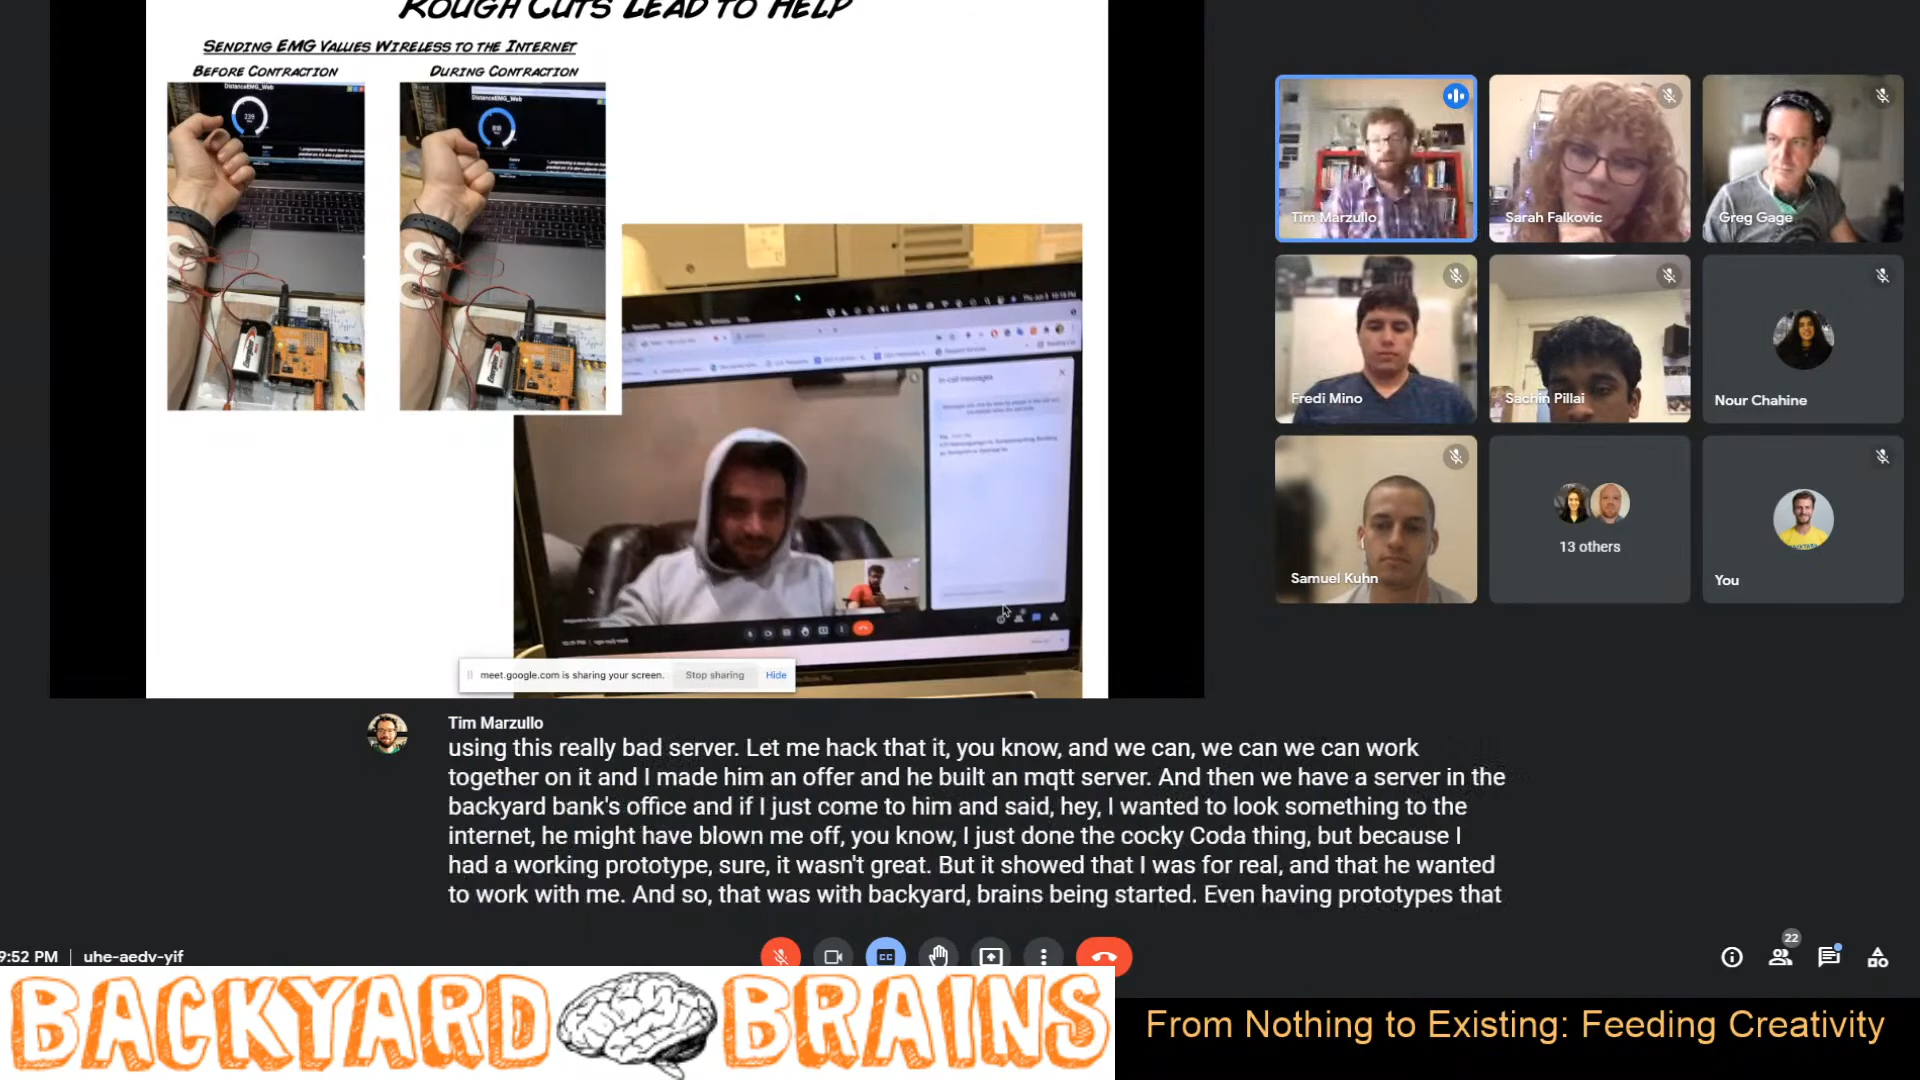 ROUGH CUTS LEAD TO HELP
SENDING EMG VALUES WIRELESS TO THE INTERNET
BEFORE CONTRACTION
DURING CONTRACTION
DistanceEMG_Web
239
DistanceEMG_Web
818
In-call messages
meet.google.com is sharing your screen.
Stop sharing
Hide
Tim Marzullo
Sarah Falkovic
Greg Gage
Fredi Mino
Sachin Pillai
Nour Chahine
Samuel Kuhn
13 others
You
Tim Marzullo
using this really bad server. Let me hack that it, you know, and we can, we can we can work
together on it and I made him an offer and he built an mqtt server. And then we have a server in the
backyard bank's office and if I just come to him and said, hey, I wanted to look something to the
internet, he might have blown me off, you know, I just done the cocky Coda thing, but because I
had a working prototype, sure, it wasn't great. But it showed that I was for real, and that he wanted
to work with me. And so, that was with backyard, brains being started. Even having prototypes that
9:52 PM | uhe-aedv-yif
22
BACKYARD BRAINS
From Nothing to Existing: Feeding Creativity